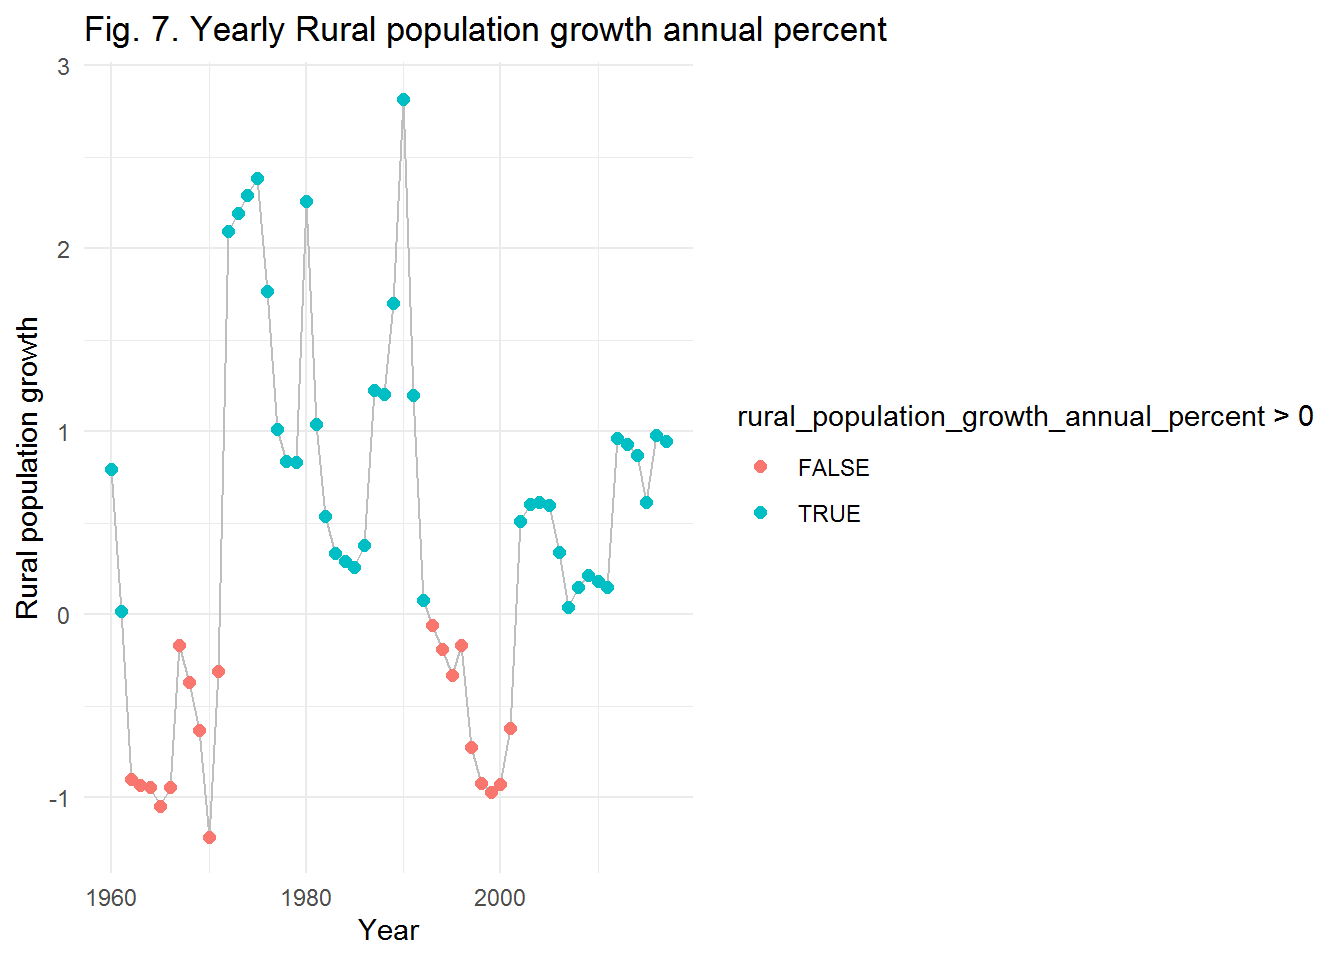 Fig. 7. Yearly Rural population growth annual percent
3
2
1
0
-1
Rural population growth
1960
1980
2000
Year
rural_population_growth_annual_percent > 0
FALSE
TRUE